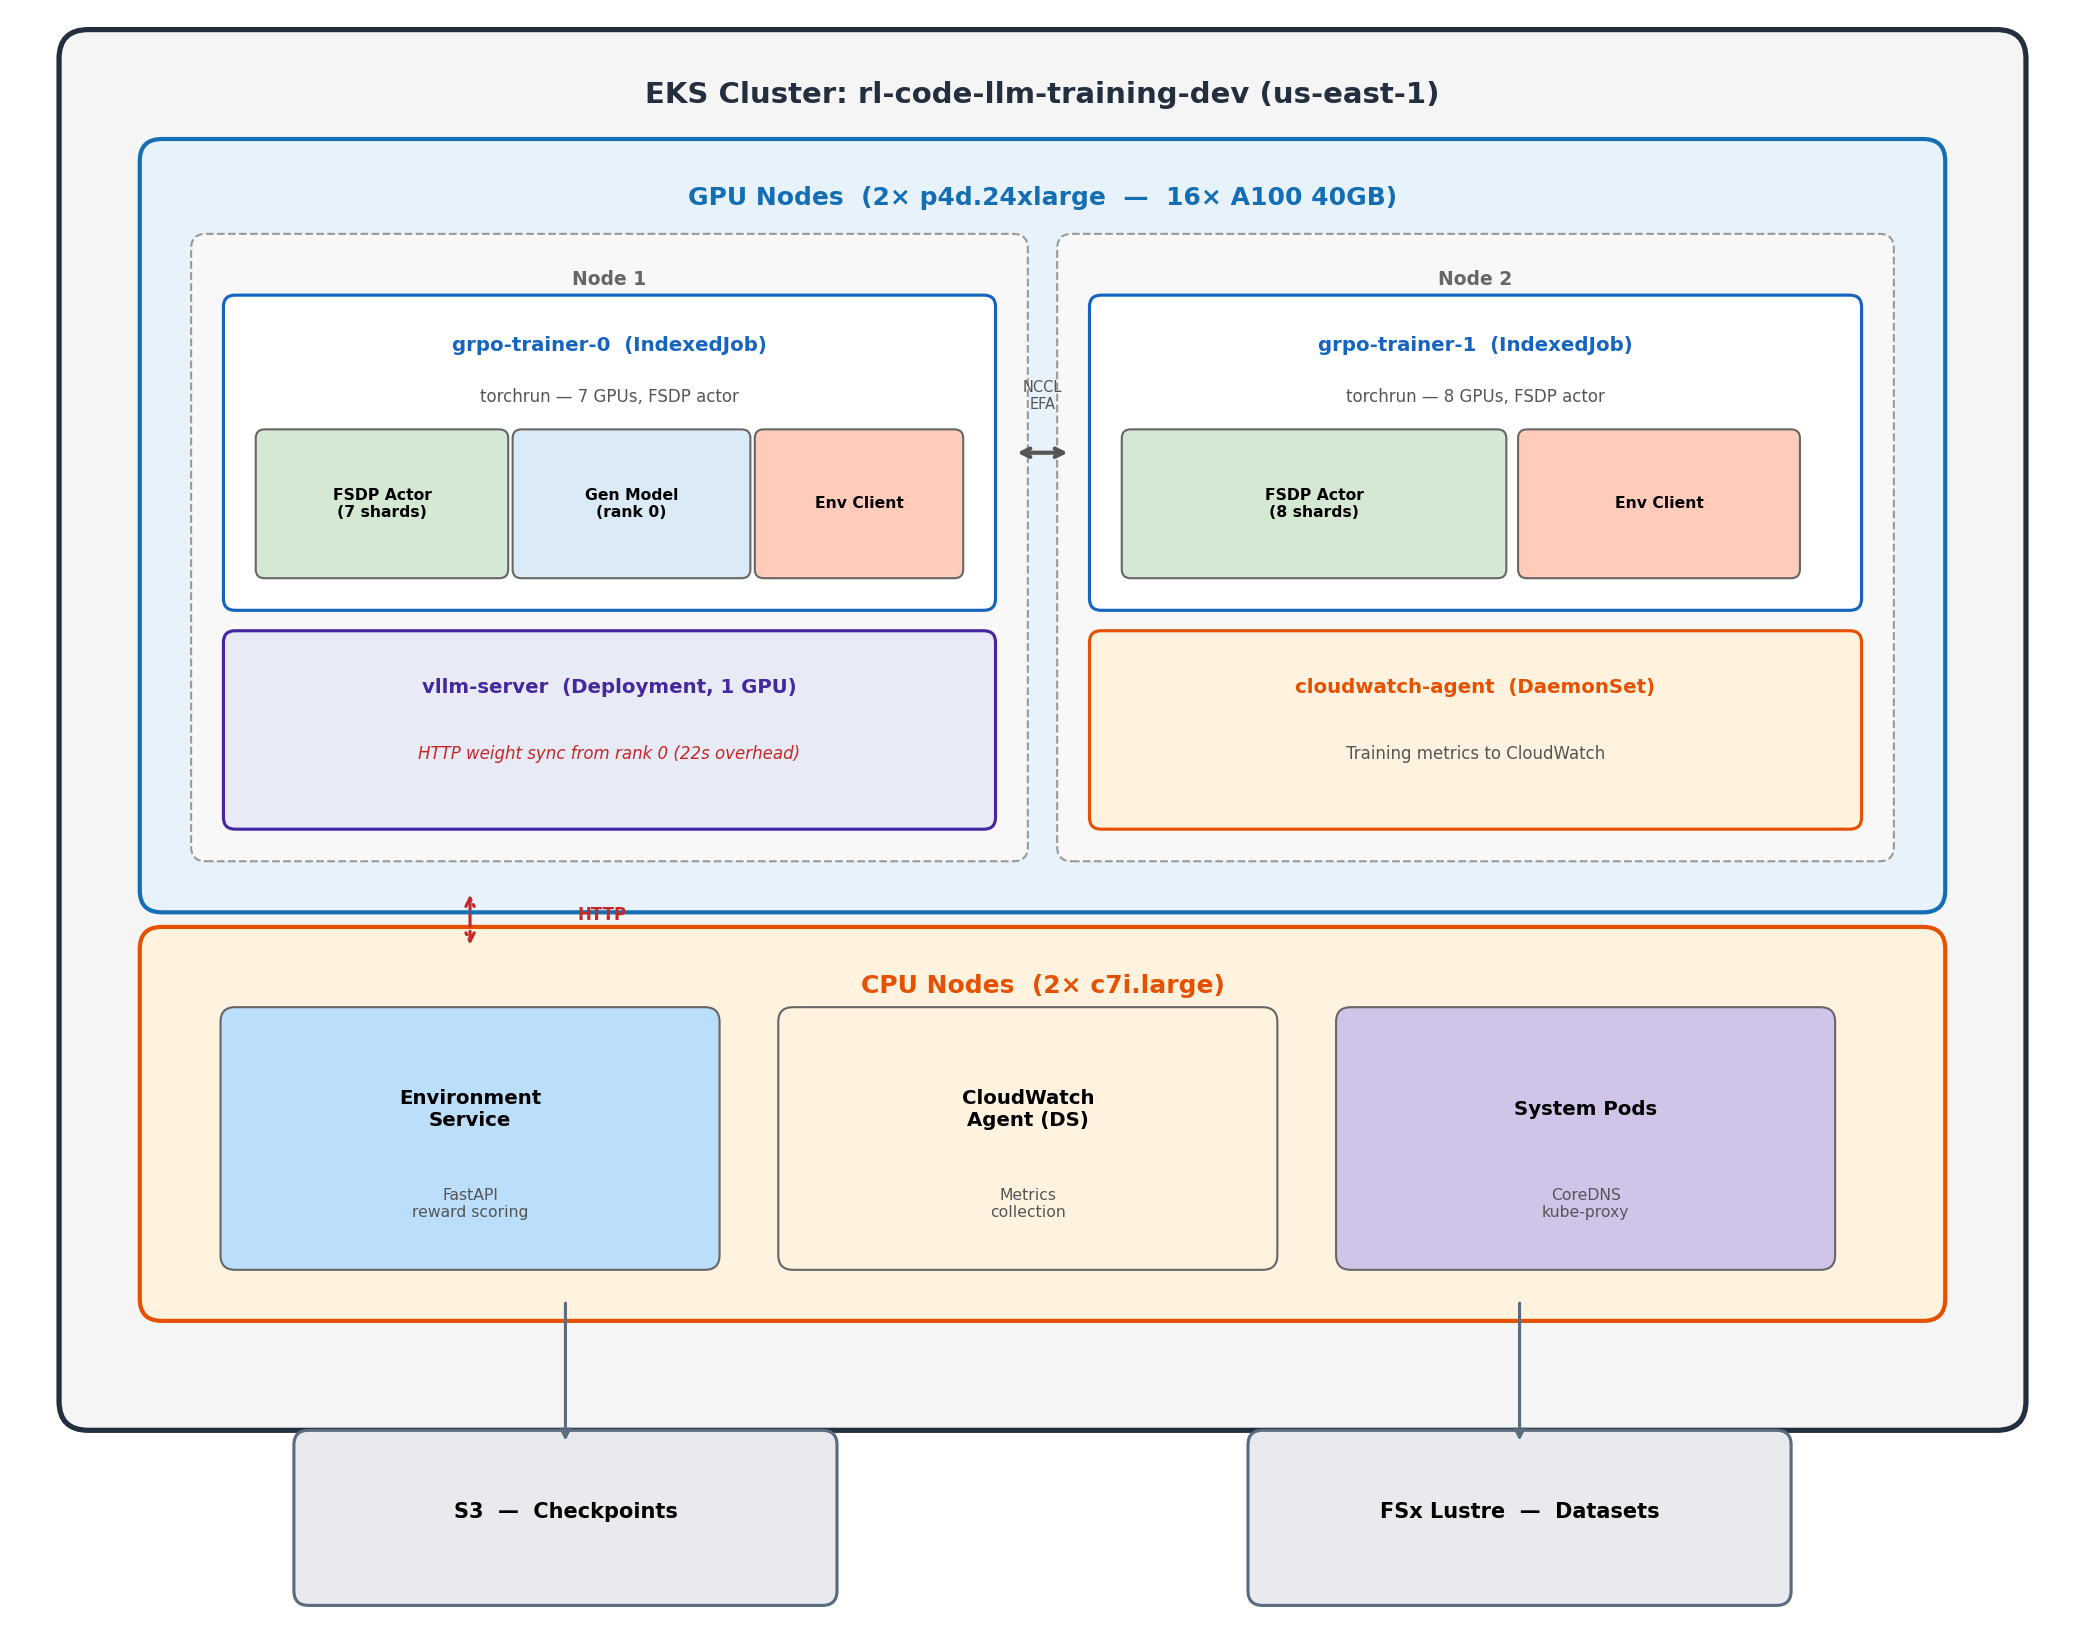 EKS Cluster: rl-code-llm-training-dev (us-east-1)
GPU Nodes (2× p4d.24xlarge — 16× A100 40GB)
Node 1
grpo-trainer-0 (IndexedJob)
torchrun — 7 GPUs, FSDP actor
FSDP Actor
(7 shards)
Gen Model
(rank 0)
Env Client
vllm-server (Deployment, 1 GPU)
HTTP weight sync from rank 0 (22s overhead)
NCCL
EFA
Node 2
grpo-trainer-1 (IndexedJob)
torchrun — 8 GPUs, FSDP actor
FSDP Actor
(8 shards)
Env Client
cloudwatch-agent (DaemonSet)
Training metrics to CloudWatch
HTTP
CPU Nodes (2× c7i.large)
Environment
Service
FastAPI
reward scoring
CloudWatch
Agent (DS)
Metrics
collection
System Pods
CoreDNS
kube-proxy
S3 — Checkpoints
FSx Lustre — Datasets